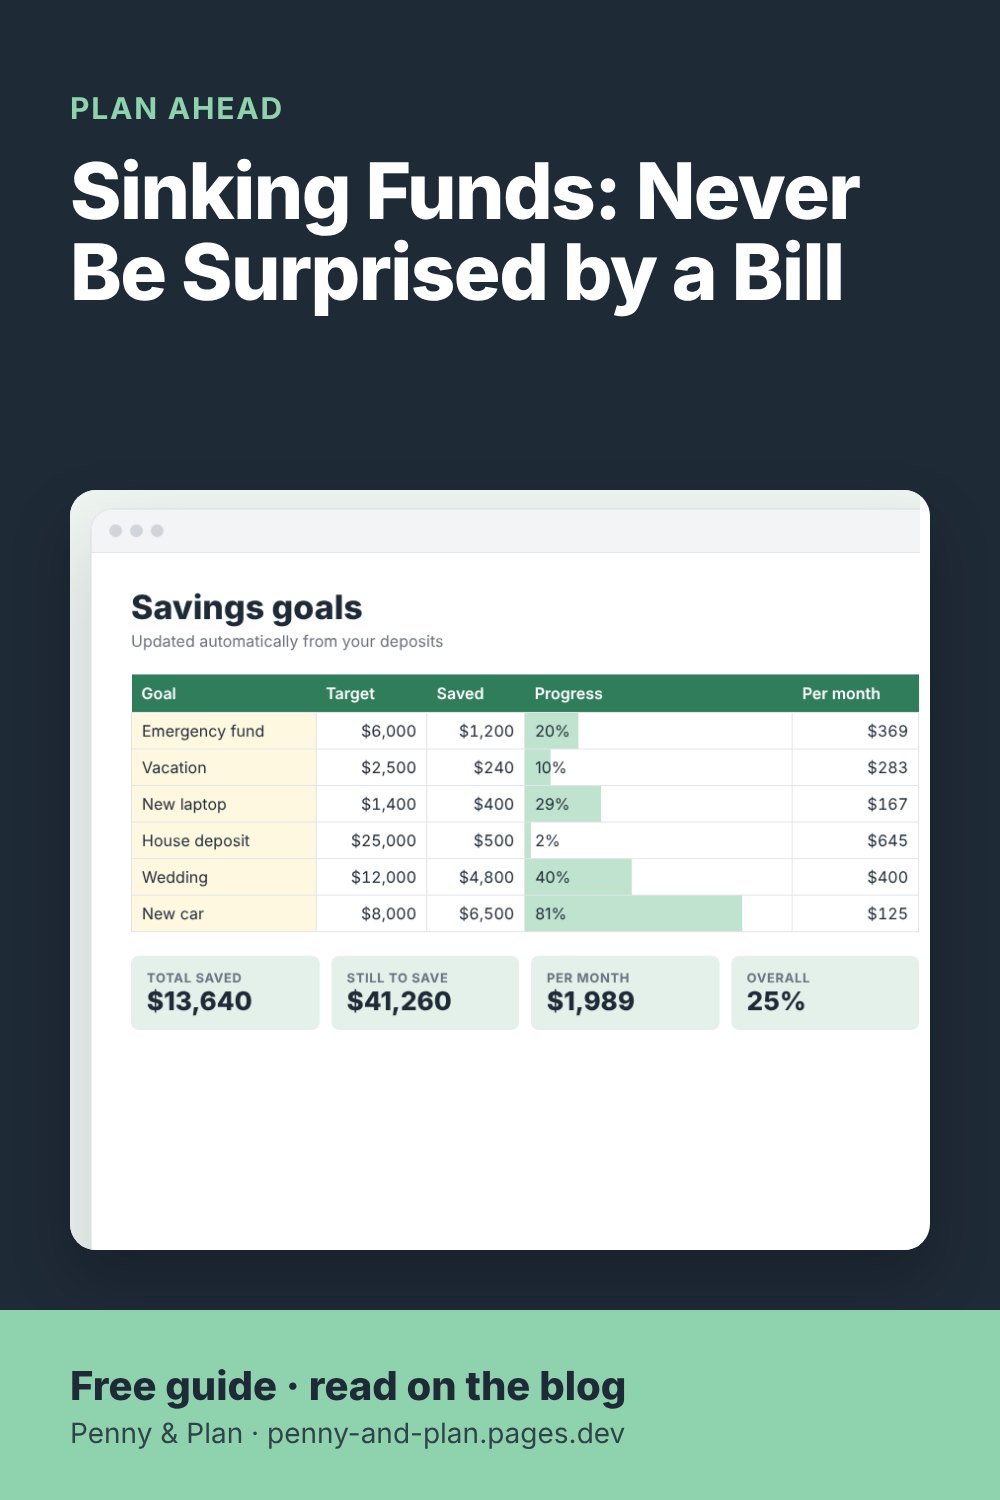 PLAN AHEAD
Sinking Funds: Never
Be Surprised by a Bill
Savings goals
Updated automatically from your deposits
Goal Target Saved Progress Per month
Emergency fund $6,000 $1,200 20% $369
Vacation $2,500 $240 10% $283
New laptop $1,400 $400 29% $167
House deposit $25,000 $500 2% $645
Wedding $12,000 $4,800 40% $400
New car $8,000 $6,500 81% $125
TOTAL SAVED STILL TO SAVE PER MONTH OVERALL
$13,640 $41,260 $1,989 25%
Free guide · read on the blog
Penny & Plan · penny-and-plan.pages.dev